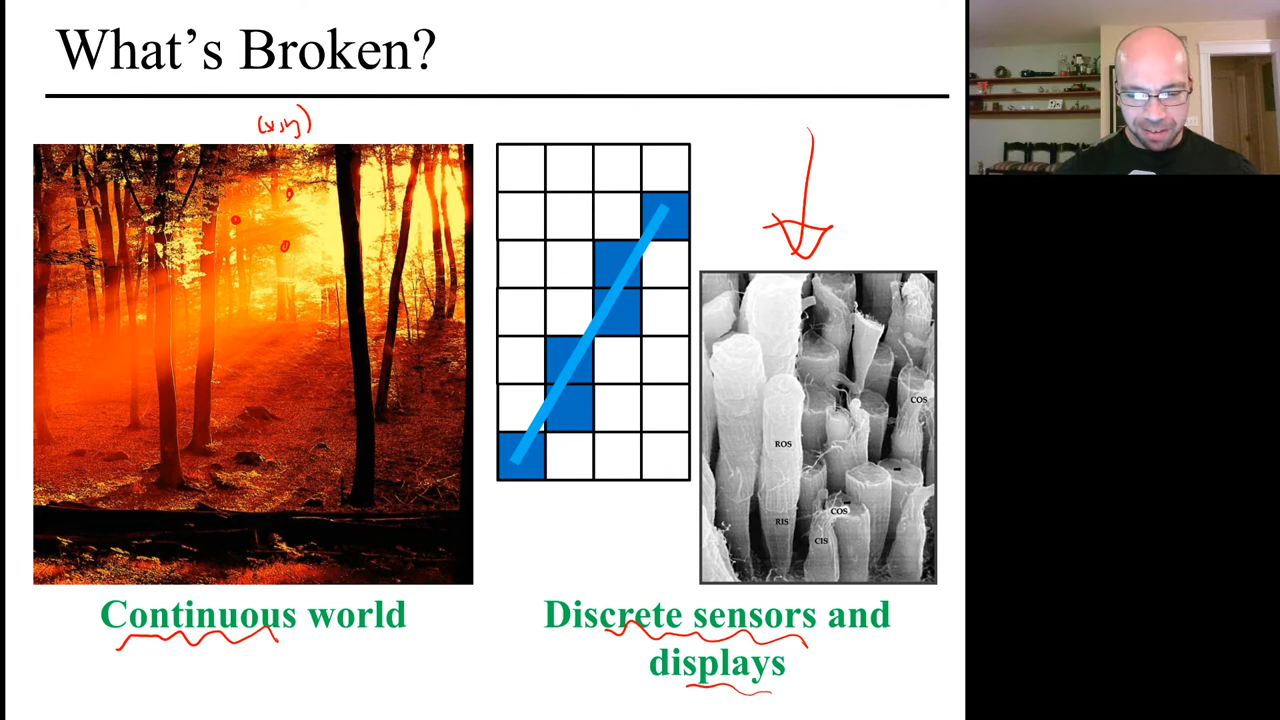 What's Broken?
(x,y)
COS
ROS
COS
RIS
CIS
Continuous world
Discrete sensors and
displays